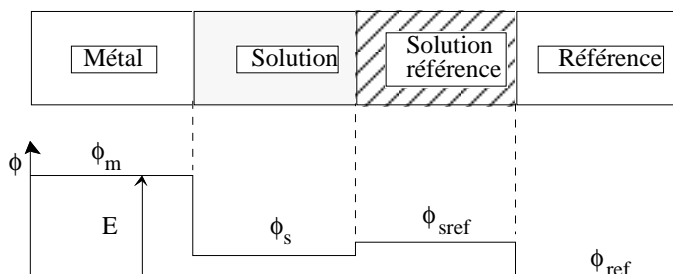 Métal
Solution
Solution
référence
Référence
ϕ
ϕm
E
ϕs
ϕsref
ϕref